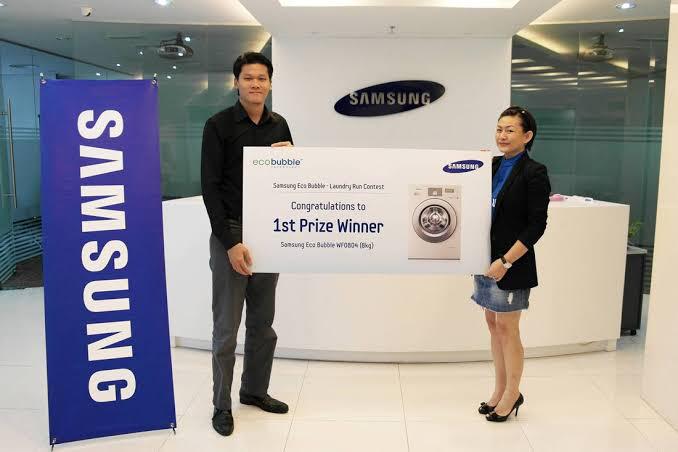 SAMSUNG
SAMSUNG
ecobubble™
SAMSUNG
Samsung Eco Bubble - Laundry Run Contest
Congratulations to
1st Prize Winner
Samsung Eco Bubble WF0804 (8kg)